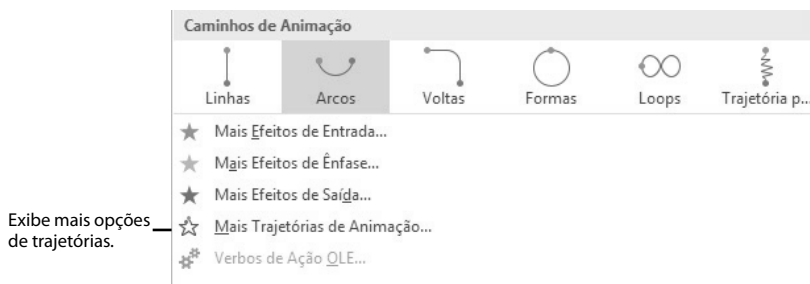 Caminhos de Animação
Linhas Arcos Voltas Formas Loops Trajetória p...
Mais Efeitos de Entrada...
Mais Efeitos de Ênfase...
Mais Efeitos de Saída...
Exibe mais opções
de trajetórias.
Mais Trajetórias de Animação...
Verbos de Ação OLE...